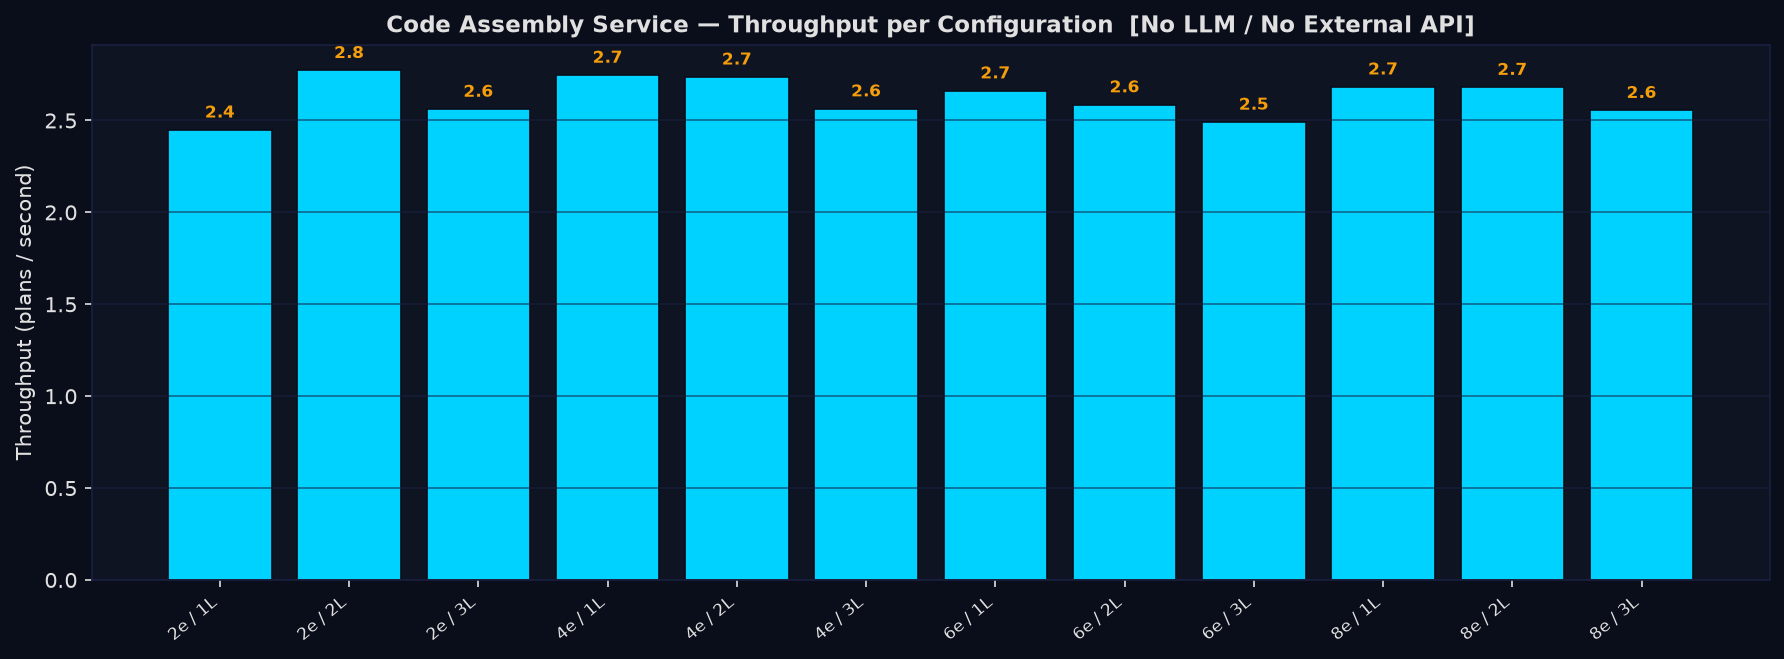 Code Assembly Service — Throughput per Configuration [No LLM / No External API]
Throughput (plans / second)
2.5
2.0
1.5
1.0
0.5
0.0
2.4
2.8
2.6
2.7
2.7
2.6
2.7
2.6
2.5
2.7
2.7
2.6
2e / 1L
2e / 2L
2e / 3L
4e / 1L
4e / 2L
4e / 3L
6e / 1L
6e / 2L
6e / 3L
8e / 1L
8e / 2L
8e / 3L